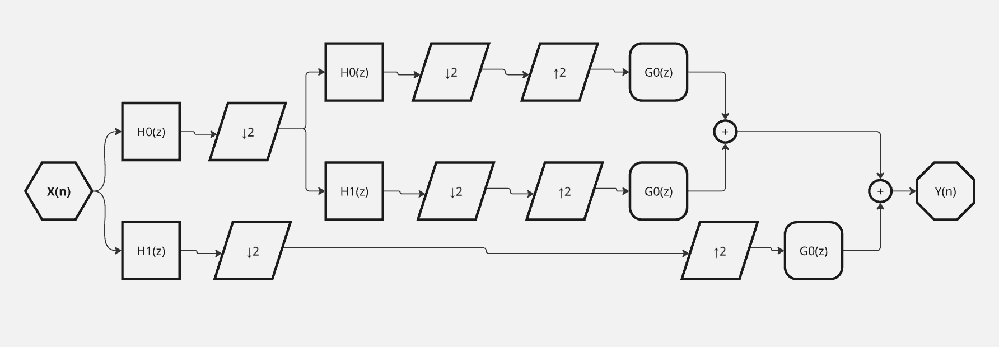 H0(z)
↓2
↑2
G0(z)
H0(z)
↓2
+
X(n)
H1(z)
↓2
↑2
G0(z)
+
Y(n)
H1(z)
↓2
↑2
G0(z)